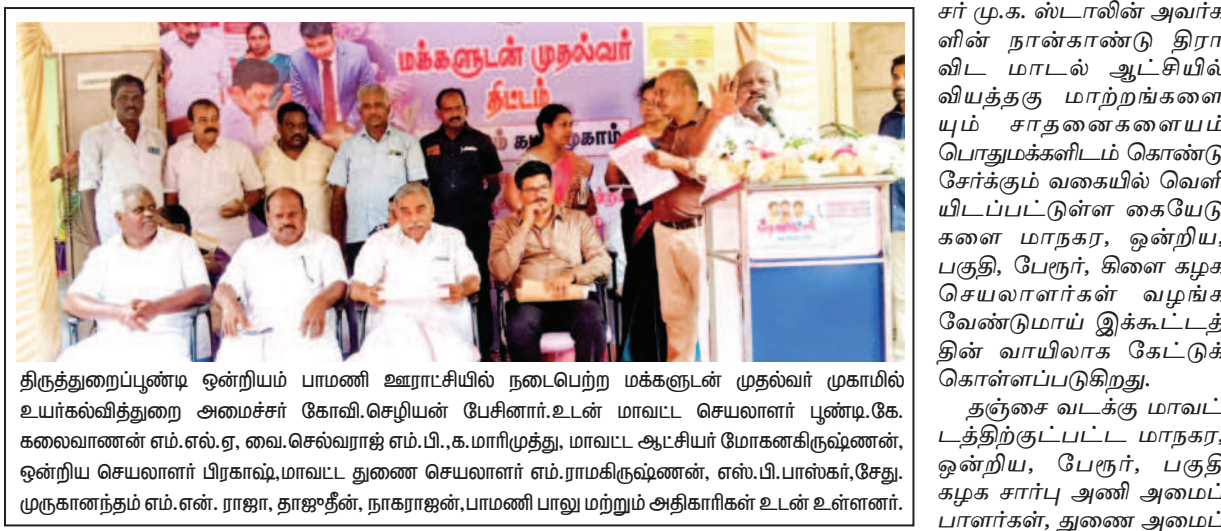 மக்களுடன் முதல்வர்
திட்டம்
திருத்துறைப்பூண்டி ஒன்றியம் பாமணி ஊராட்சியில் நடைபெற்ற மக்களுடன் முதல்வர் முகாமில்
உயர்கல்வித்துறை அமைச்சர் கோவி.செழியன் பேசினார்.உடன் மாவட்ட செயலாளர் பூண்டி.கே.
கலைவாணன் எம்.எல்.ஏ, வை.செல்வராஜ் எம்.பி.,க.மாரிமுத்து, மாவட்ட ஆட்சியர் மோகனகிருஷ்ணன்,
ஒன்றிய செயலாளர் பிரகாஷ்,மாவட்ட துணை செயலாளர் எம்.ராமகிருஷ்ணன், எஸ்.பி.பாஸ்கர்,சேது.
முருகானந்தம் எம்.என். ராஜா, தாஜுதீன், நாகராஜன்,பாமணி பாலு மற்றும் அதிகாரிகள் உடன் உள்ளனர்.
சர் மு.க. ஸ்டாலின் அவர்க
ளின் நான்காண்டு திரா
விட மாடல் ஆட்சியில்
வியத்தகு மாற்றங்களை
யும் சாதனைகளையம்
பொதுமக்களிடம் கொண்டு
சேர்க்கும் வகையில் வெளி
யிடப்பட்டுள்ள கையேடு
களை மாநகர, ஒன்றிய,
பகுதி, பேரூர், கிளை கழக
செயலாளர்கள் வழங்க
வேண்டுமாய் இக்கூட்டத்
தின் வாயிலாக கேட்டுக்
கொள்ளப்படுகிறது.
தஞ்சை வடக்கு மாவட்
டத்திற்குட்பட்ட மாநகர,
ஒன்றிய, பேரூர், பகுதி
கழக சார்பு அணி அமைப்
பாளர்கள், துணை அமைப்